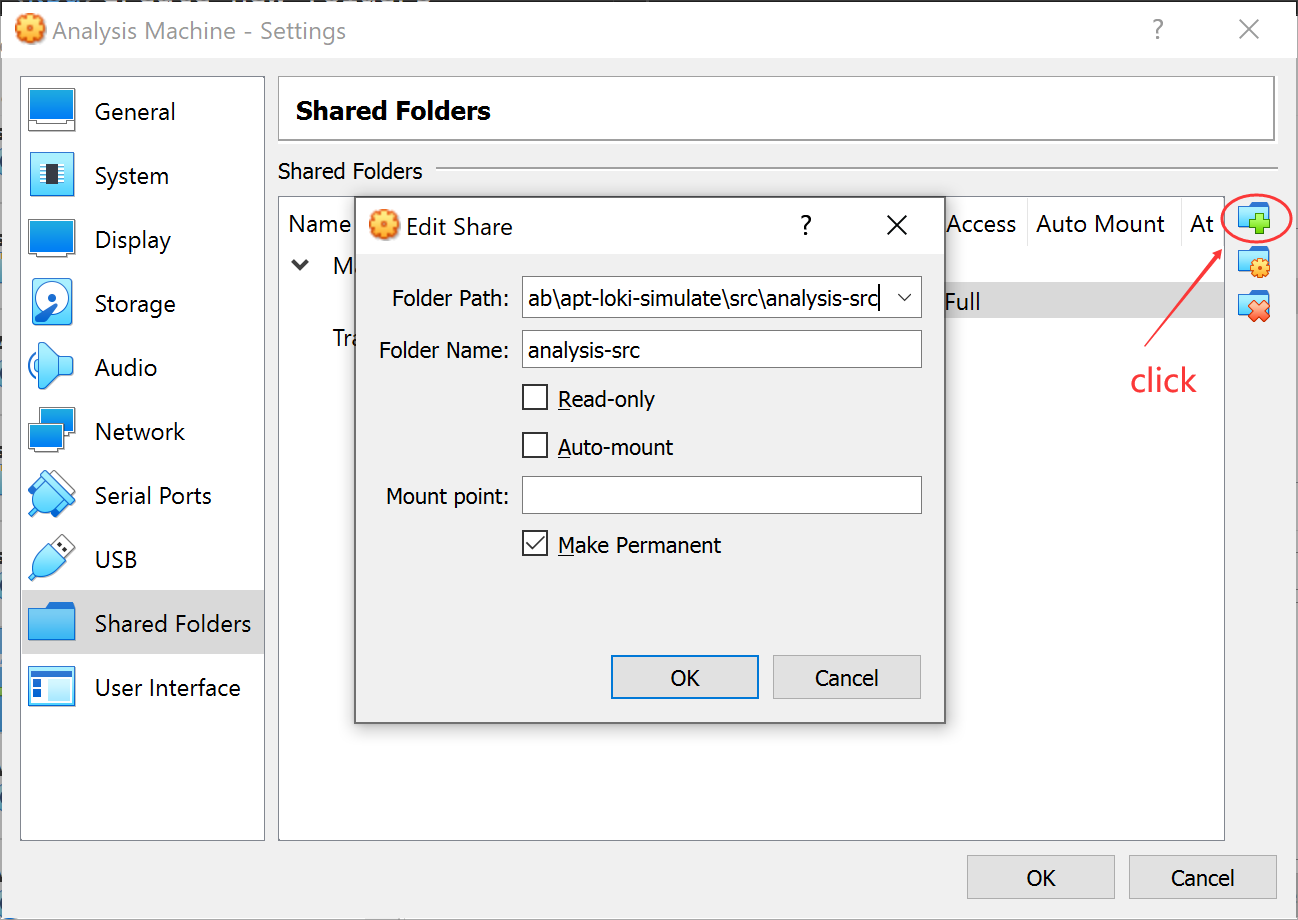 Analysis Machine - Settings
?
General
System
Display
Storage
Audio
Network
Serial Ports
USB
Shared Folders
User Interface
Shared Folders
Shared Folders
Name
Access
Auto Mount
At
Full
Edit Share
?
Folder Path: ab\apt-loki-simulate\src\analysis-src
Folder Name: analysis-src
Read-only
Auto-mount
Mount point:
Make Permanent
OK
Cancel
click
OK
Cancel